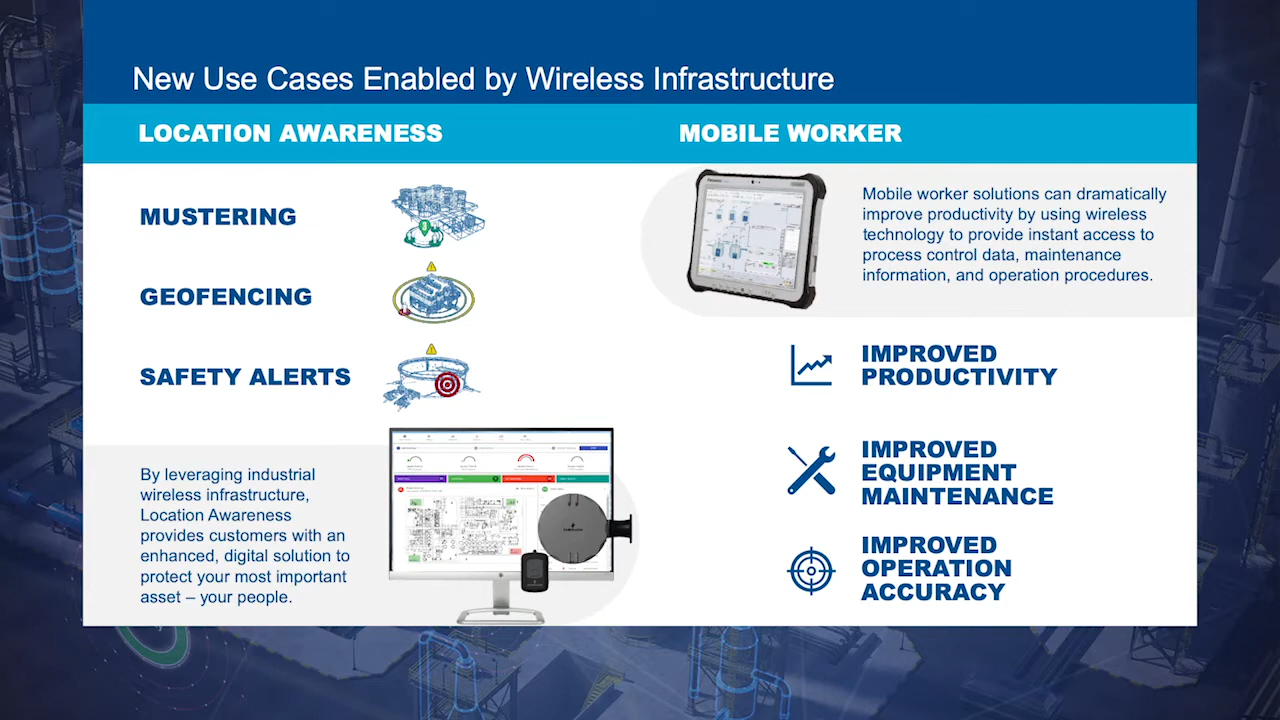 New Use Cases Enabled by Wireless Infrastructure
LOCATION AWARENESS
MUSTERING
GEOFENCING
SAFETY ALERTS
By leveraging industrial
wireless infrastructure,
Location Awareness
provides customers with an
enhanced, digital solution to
protect your most important
asset – your people.
MOBILE WORKER
Mobile worker solutions can dramatically
improve productivity by using wireless
technology to provide instant access to
process control data, maintenance
information, and operation procedures.
IMPROVED
PRODUCTIVITY
IMPROVED
EQUIPMENT
MAINTENANCE
IMPROVED
OPERATION
ACCURACY